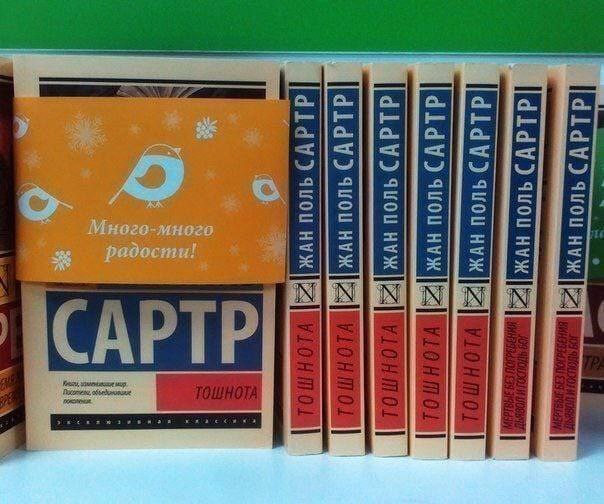 Много-много
радости!
САРТР
Книги, изменившие мир.
Писатели, объединившие
поколения.
ТОШНОТА
эксклюзивная классика
ЖАН ПОЛЬ САРТР
N
ТОШНОТА
ЖАН ПОЛЬ САРТР
N
ТОШНОТА
ЖАН ПОЛЬ САРТР
N
ТОШНОТА
ЖАН ПОЛЬ САРТР
N
ТОШНОТА
ЖАН ПОЛЬ САРТР
N
ТОШНОТА
ЖАН ПОЛЬ САРТР
N
МЕРТВЫЕ БЕЗ ПОГРЕБЕНИЯ
ДЬЯВОЛ И ГОСПОДЬ БОГ
ЖАН ПОЛЬ САРТР
N
МЕРТВЫЕ БЕЗ ПОГРЕБЕНИЯ
ДЬЯВОЛ И ГОСПОДЬ БОГ